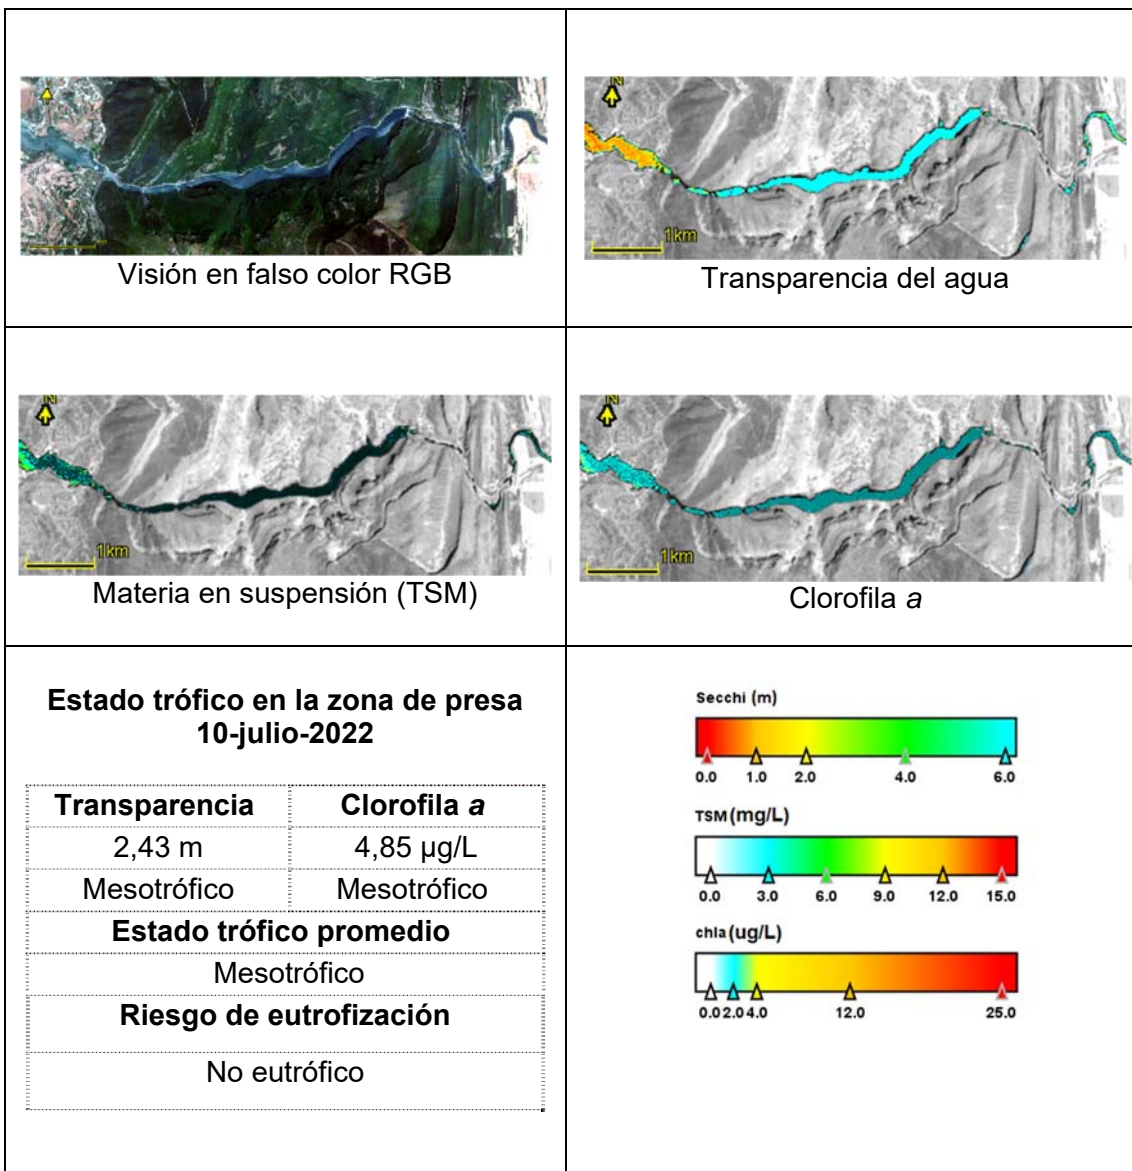 Visión en falso color RGB
N
1km
Transparencia del agua
N
1km
Materia en suspensión (TSM)
N
1km
Clorofila a
Estado trófico en la zona de presa
10-julio-2022
Transparencia Clorofila a
2,43 m 4,85 µg/L
Mesotrófico Mesotrófico
Estado trófico promedio
Mesotrófico
Riesgo de eutrofización
No eutrófico
Secchi (m)
0.0 1.0 2.0 4.0 6.0
TSM(mg/L)
0.0 3.0 6.0 9.0 12.0 15.0
chla(ug/L)
0.0 2.0 4.0 12.0 25.0